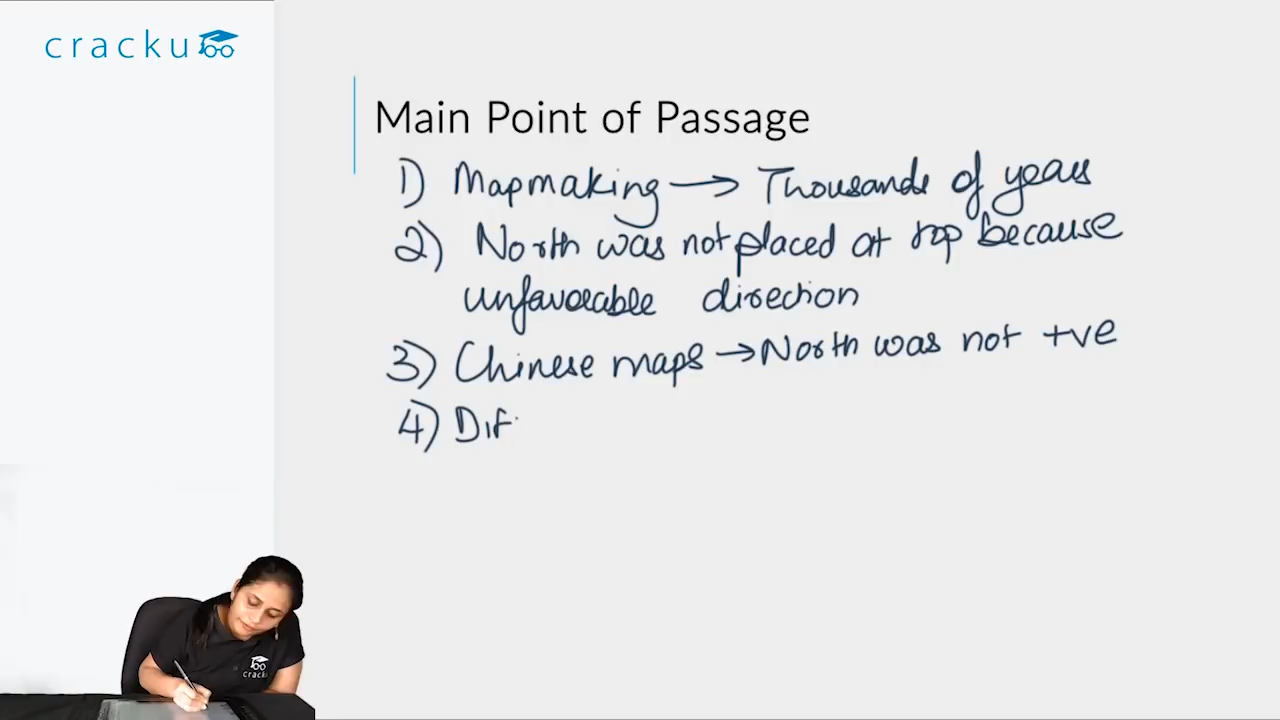 cracku
Main Point of Passage
1) Mapmaking → Thousands of years
2) North was not placed at top because
unfavourable direction
3) Chinese maps → North was not +ve
4) Dif
cracku